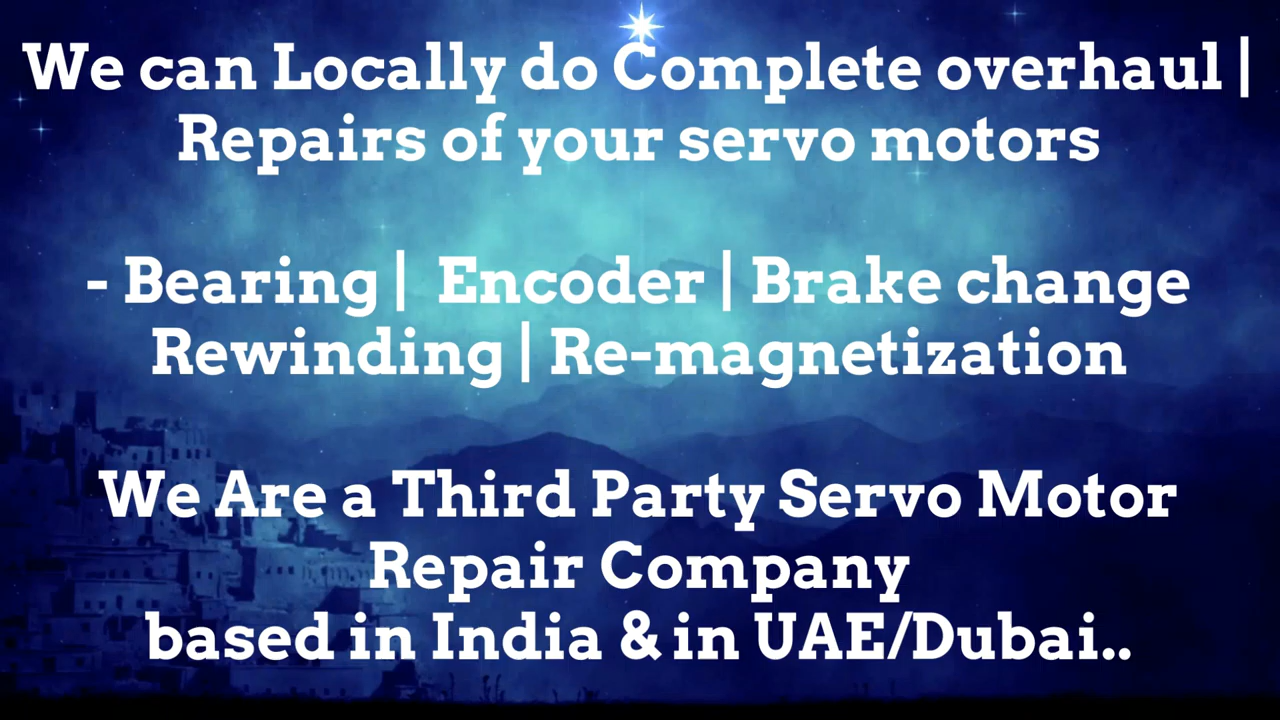 We can Locally do Complete overhaul |
Repairs of your servo motors
- Bearing | Encoder | Brake change
Rewinding | Re-magnetization
We Are a Third Party Servo Motor
Repair Company
based in India & in UAE/Dubai..